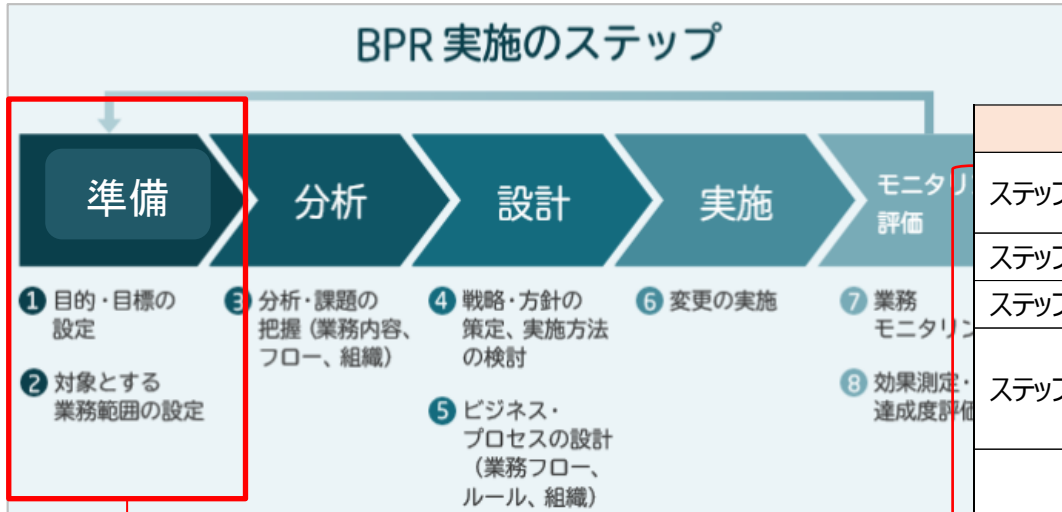 BPR 実施のステップ
準備
分析
設計
実施
モニタリン
評価
❶ 目的・目標の
設定
❷ 対象とする
業務範囲の設定
❸ 分析・課題の
把握（業務内容、
フロー、組織）
❹ 戦略・方針の
策定、実施方法
の検討
❺ ビジネス・
プロセスの設計
（業務フロー、
ルール、組織）
❻ 変更の実施
❼ 業務
モニタリン
❽ 効果測定・
達成度評価
ステップ
ステップ
ステップ
ステップ